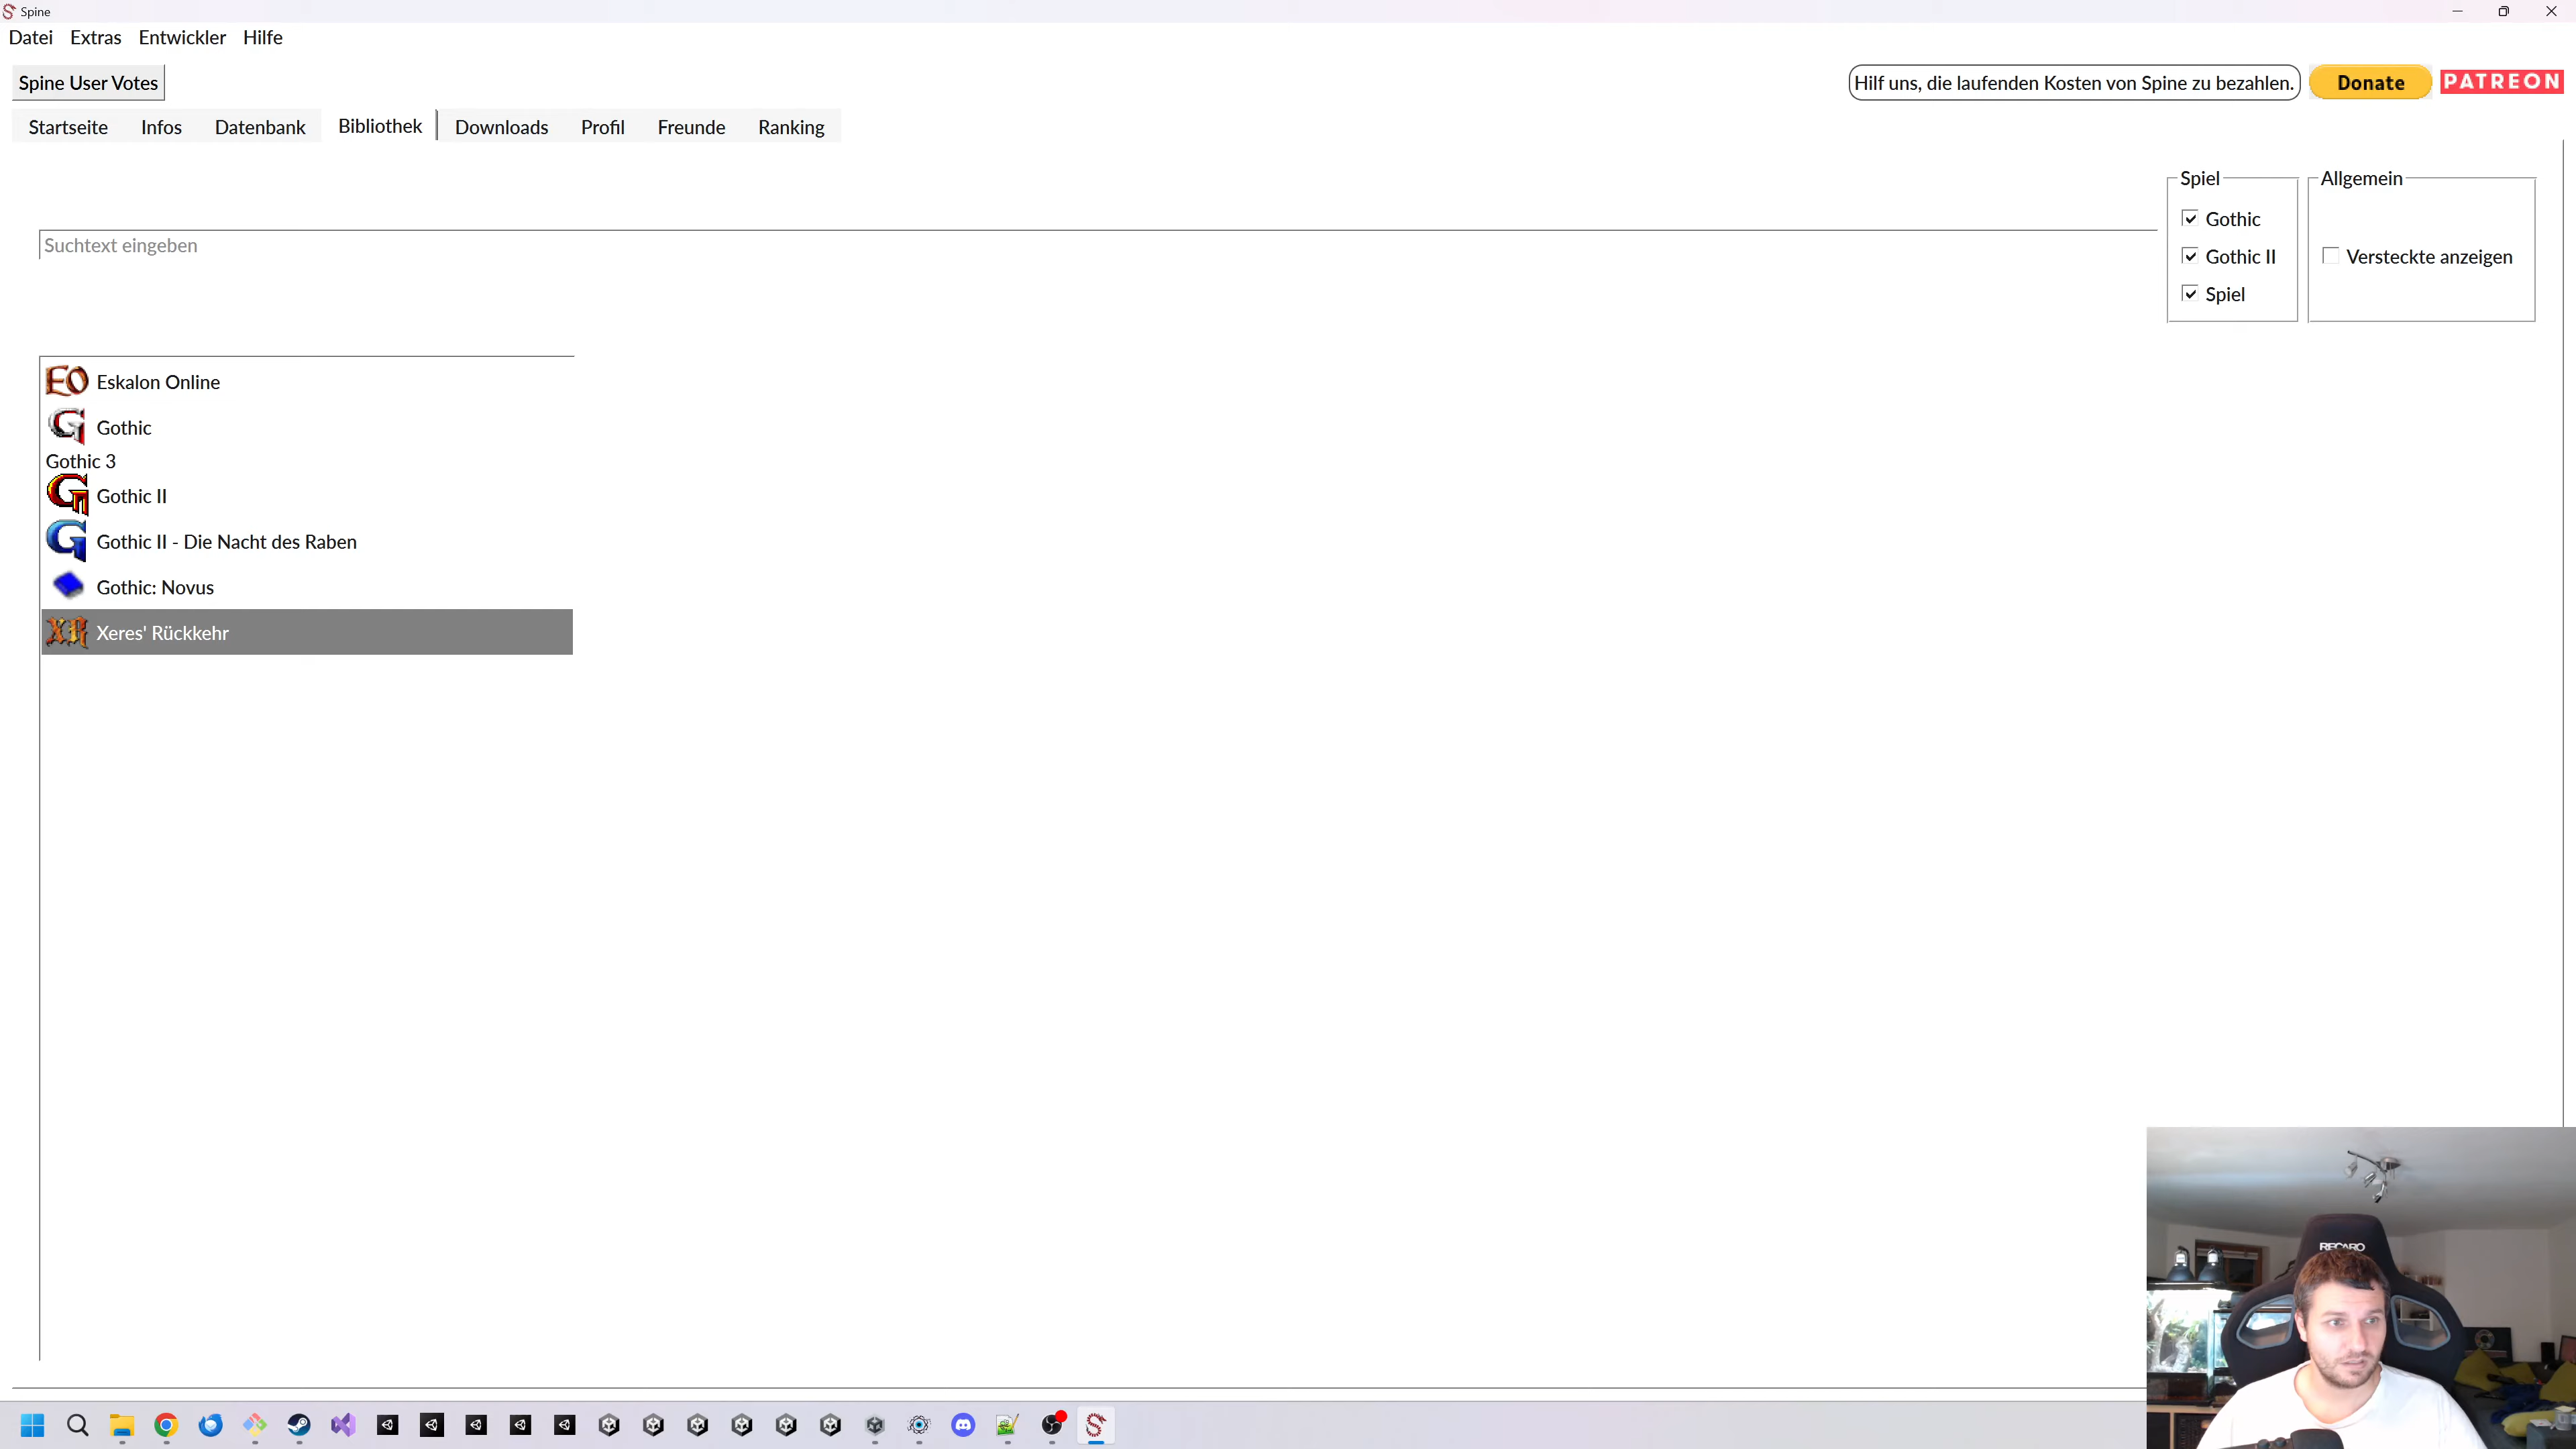 Spine
Datei Extras Entwickler Hilfe
Spine User Votes
Hilf uns, die laufenden Kosten von Spine zu bezahlen. Donate PATREON
Startseite Infos Datenbank Bibliothek Downloads Profil Freunde Ranking
Spiel Allgemein
Gothic
Suchtext eingeben
Gothic II Versteckte anzeigen
Spiel
EO Eskalon Online
G Gothic
Gothic 3
Gothic II
G Gothic II - Die Nacht des Raben
Gothic: Novus
XR Xeres' Rückkehr
RECARO